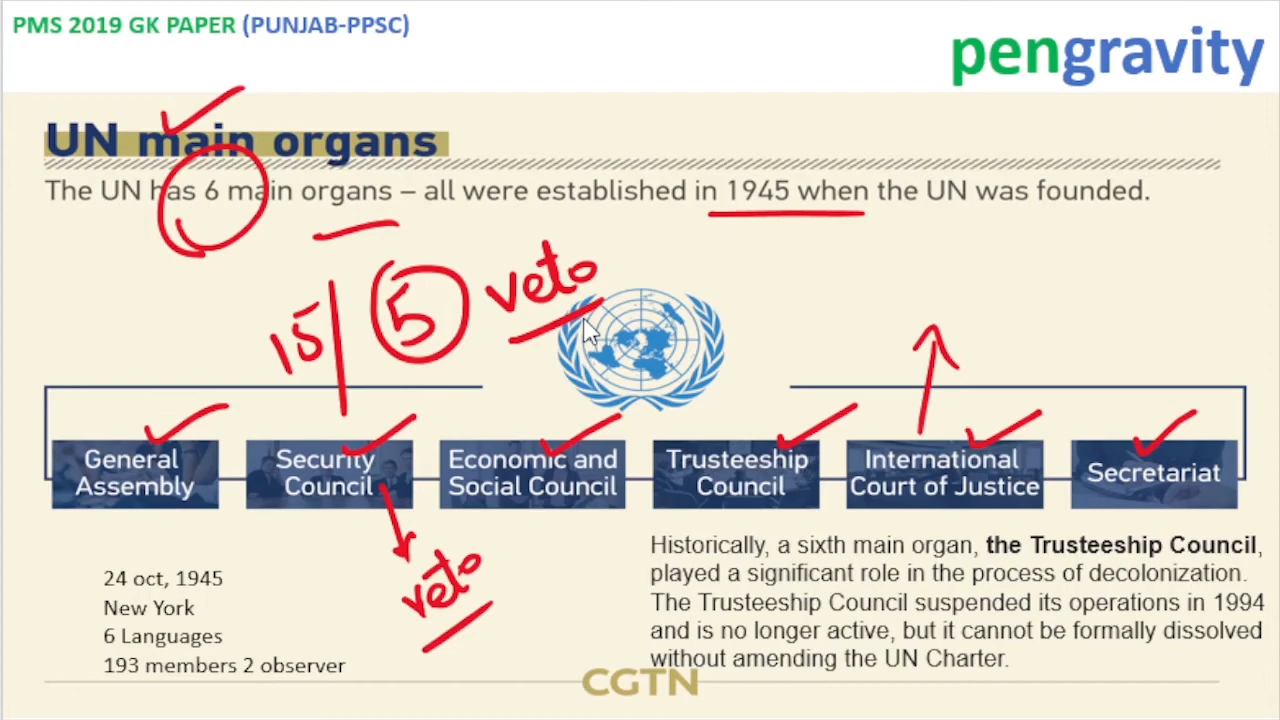 PMS 2019 GK PAPER (PUNJAB-PPSC)
pengravity
UN main organs
The UN has 6 main organs – all were established in 1945 when the UN was founded.
15/ 5 veto
General
Assembly
Security
Council
Economic and
Social Council
Trusteeship
Council
International
Court of Justice
Secretariat
veto
24 oct, 1945
New York
6 Languages
193 members 2 observer
Historically, a sixth main organ, the Trusteeship Council,
played a significant role in the process of decolonization.
The Trusteeship Council suspended its operations in 1994
and is no longer active, but it cannot be formally dissolved
without amending the UN Charter.
CGTN